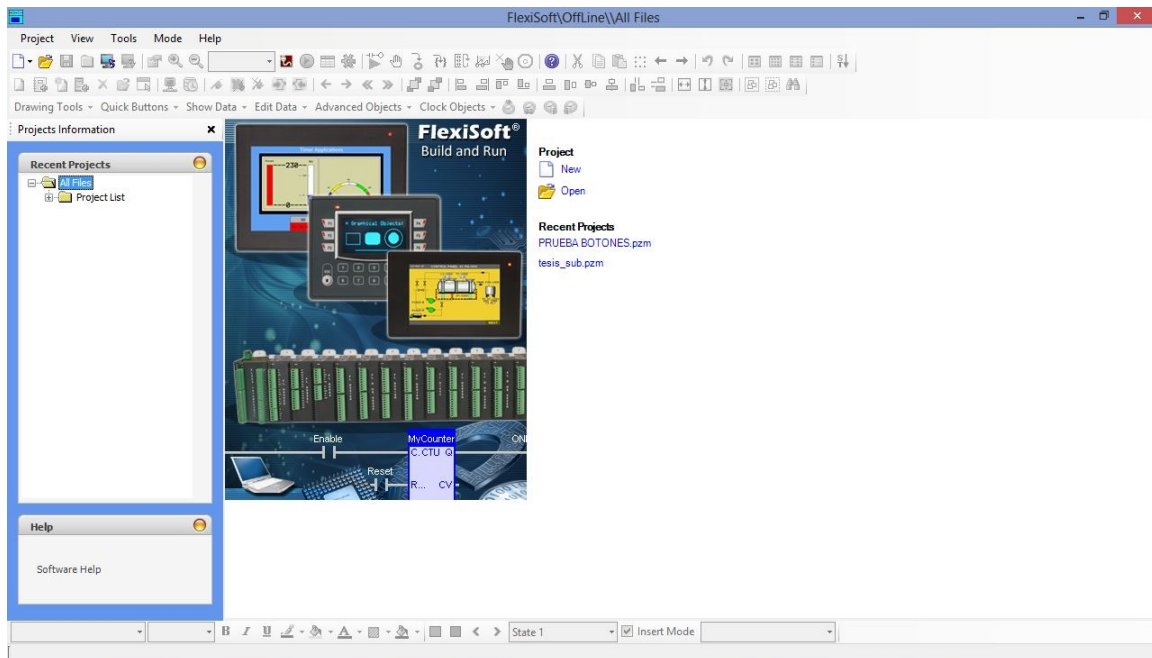 FlexiSoft\OffLine\\All Files
Project View Tools Mode Help
Drawing Tools Quick Buttons Show Data Edit Data Advanced Objects Clock Objects
Projects Information
Recent Projects
All Files
Project List
Help
Software Help
FlexiSoft®
Build and Run
230
0
Enable
MyCounter
C.CTU Q
Reset
R... CV
Project
New
Open
Recent Projects
PRUEBA BOTONES.pzm
tesis_sub.pzm
B I U A State 1 Insert Mode